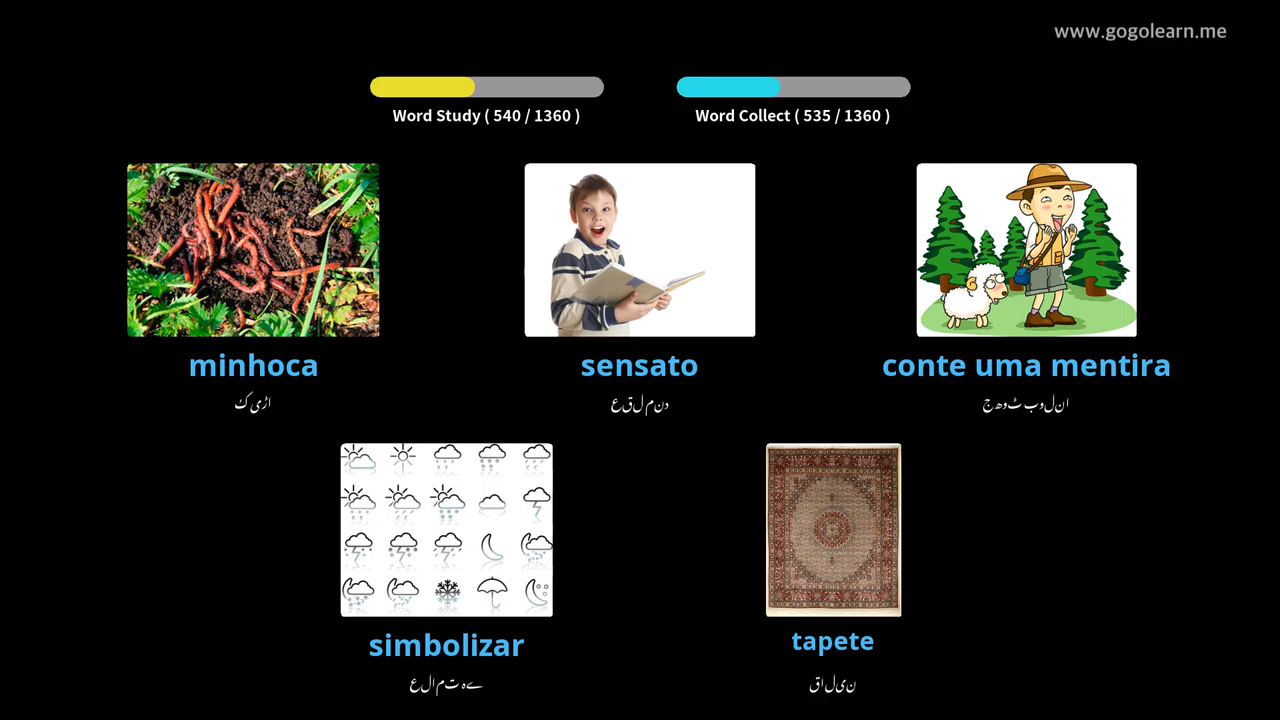 www.gogolearn.me
Word Study ( 540 / 1360 )
Word Collect ( 535 / 1360 )
minhoca
sensato
conte uma mentira
کیڑا
عقلمند
جھوٹ بولنا
simbolizar
tapete
علامت ہے
قالین